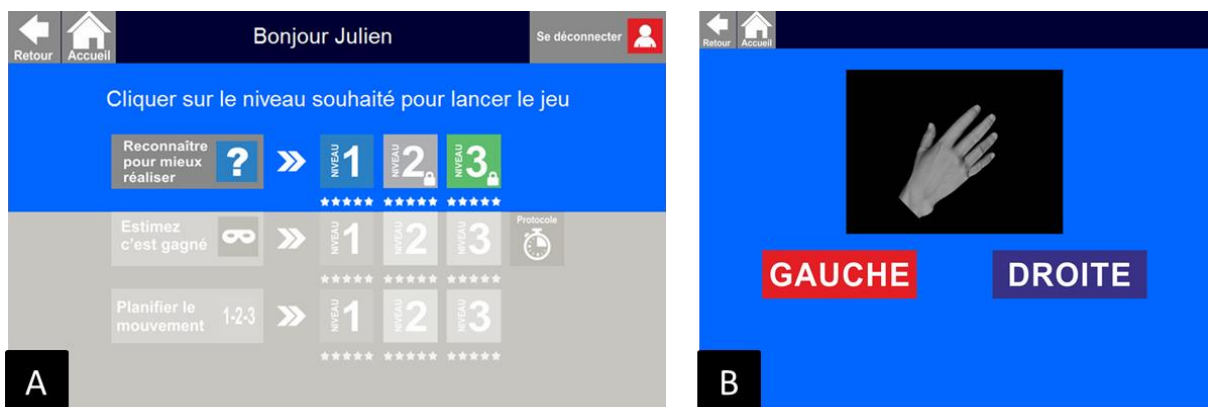 Retour Accueil Bonjour Julien Se déconnecter
Cliquer sur le niveau souhaité pour lancer le jeu
Reconnaître
pour mieux
réaliser
?
NIVEAU 1 NIVEAU 2 NIVEAU 3
Estimez
c'est gagné
NIVEAU 1 NIVEAU 2 NIVEAU 3
Protocole
Planifier le
mouvement
1-2-3
NIVEAU 1 NIVEAU 2 NIVEAU 3
A
Retour Accueil
GAUCHE DROITE
B